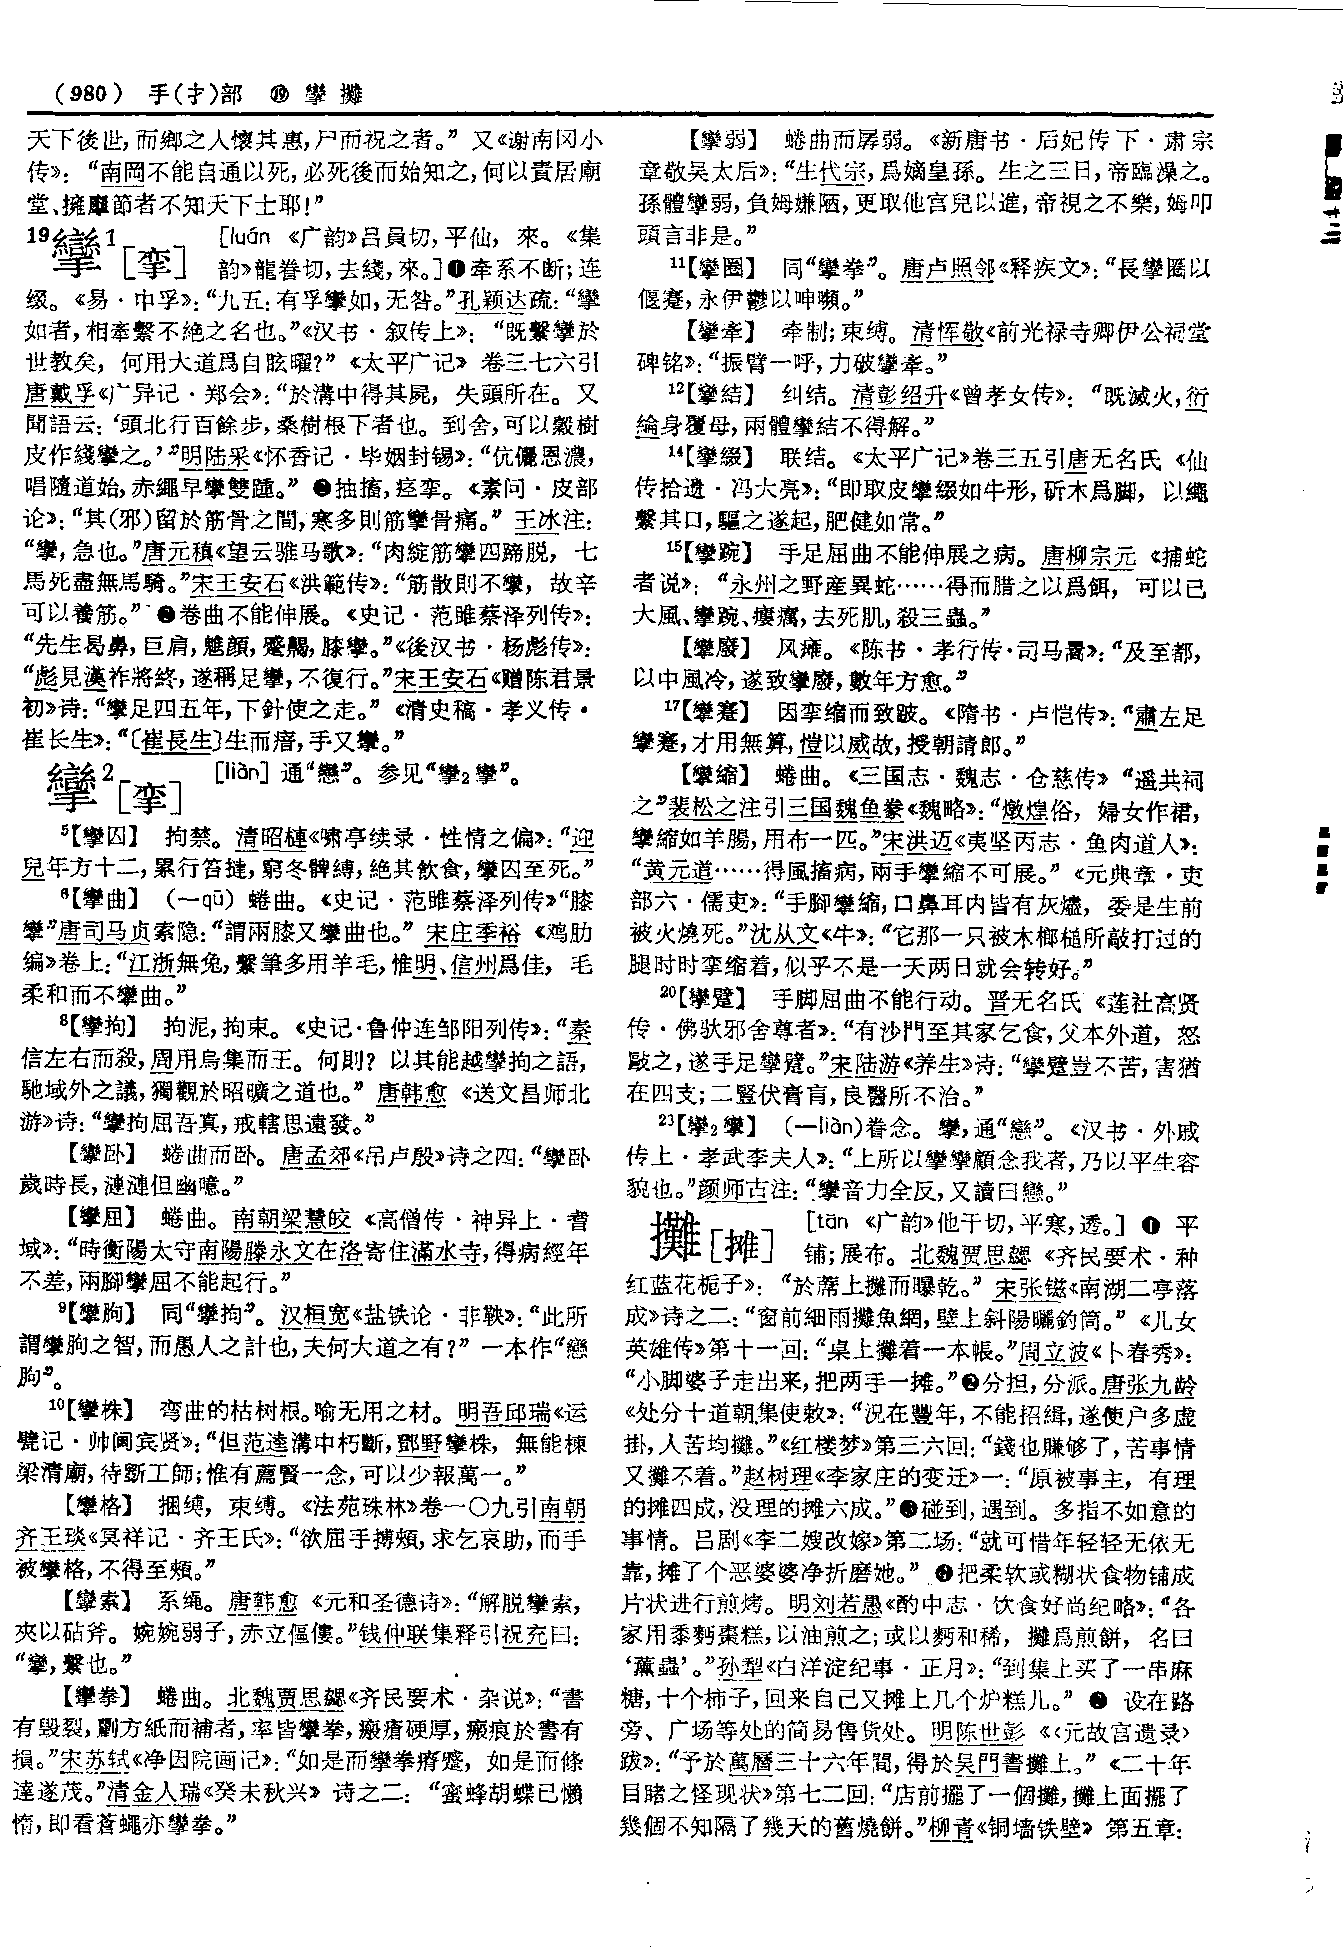 (980) 手(扌)部 ⑲ 攣 攤
天下後世,而鄉之人懷其惠,尸而祝之者。”又《谢南冈小
传》:“南岡不能自通以死,必死後而始知之,何以責居廟
堂、擁麾節者不知天下士耶!”
19攣1[挛] [luán 《广韵》吕員切,平仙,來。《集
韵》龍眷切,去綫,來。]❶牵系不断;连
缀。《易·中孚》:“九五:有孚攣如,无咎。”孔颖达疏:“攣
如者,相牽繫不絶之名也。”《汉书·叙传上》:“既繫攣於
世教矣,何用大道爲自眩曜?”《太平广记》卷三七六引
唐戴孚《广异记·郑会》:“於溝中得其屍,失頭所在。又
聞語云:‘頭北行百餘步,桑樹根下者也。到舍,可以穀樹
皮作綫攣之。’”明陆采《怀香记·毕姻封锡》:“伉儷恩濃,
唱隨道始,赤繩早攣雙踵。”❷抽搐,痉挛。《素问·皮部
论》:“其(邪)留於筋骨之間,寒多則筋攣骨痛。”王冰注:
“攣,急也。”唐元稹《望云骓马歌》:“肉綻筋攣四蹄脱,七
馬死盡無馬騎。”宋王安石《洪範传》:“筋散則不攣,故辛
可以養筋。”❸卷曲不能伸展。《史记·范雎蔡泽列传》:
“先生曷鼻,巨肩,魋顔,蹙齃,膝攣。”《後汉书·杨彪传》:
“彪見漢祚將終,遂稱足攣,不復行。”宋王安石《赠陈君景
初》诗:“攣足四五年,下針使之走。”《清史稿·孝义传·
崔长生》:“〔崔長生〕生而瘖,手又攣。”
攣2[挛] [liàn]通“戀”。参见“攣2攣”。
5【攣囚】 拘禁。清昭槤《啸亭续录·性情之偏》:“迎
兒年方十二,累行笞撻,窮冬髀縛,絶其飲食,攣囚至死。”
6【攣曲】 (—qū)蜷曲。《史记·范雎蔡泽列传》“膝
攣”唐司马贞索隐:“謂兩膝又攣曲也。”宋庄季裕《鸡肋
编》卷上:“江浙無兔,繫筆多用羊毛,惟明、信州爲佳,毛
柔和而不攣曲。”
8【攣拘】 拘泥,拘束。《史记·鲁仲连邹阳列传》:“秦
信左右而殺,周用烏集而王。何則?以其能越攣拘之語,
馳域外之議,獨觀於昭曠之道也。”唐韩愈《送文昌师北
游》诗:“攣拘屈吾真,戒轄思遠發。”
【攣卧】 蜷曲而卧。唐孟郊《吊卢殷》诗之四:“攣卧
歲時長,漣漣但幽噫。”
【攣屈】 蜷曲。南朝梁慧皎《高僧传·神异上·耆
域》:“時衡陽太守南陽滕永文在洛寄住滿水寺,得病經年
不差,兩脚攣屈不能起行。”
9【攣朐】 同“攣拘”。汉桓宽《盐铁论·非鞅》:“此所
謂攣朐之智,而愚人之計也,夫何大道之有?”一本作“戀
朐”。
10【攣株】 弯曲的枯树根。喻无用之材。明吾邱瑞《运
甓记·帅阃宾贤》:“但范逵溝中朽斷,鄧野攣株,無能棟
梁清廟,待斲工師;惟有薦賢一念,可以少報萬一。”
【攣格】 捆缚,束缚。《法苑珠林》卷一〇九引南朝
齐王琰《冥祥记·齐王氏》:“欲屈手搏頰,求乞哀助,而手
被攣格,不得至頰。”
【攣索】 系绳。唐韩愈《元和圣德诗》:“解脱攣索,
夾以砧斧。婉婉弱子,赤立傴僂。”钱仲联集释引祝充曰:
“攣,繫也。”
【攣拳】 蜷曲。北魏贾思勰《齐民要术·杂说》:“書
有毁裂,劚方紙而補者,率皆攣拳,瘢瘡硬厚,瘢痕於書有
損。”宋苏轼《净因院画记》:“如是而攣拳瘠蹙,如是而條
達遂茂。”清金人瑞《癸未秋兴》诗之二:“蜜蜂胡蝶已懶
惰,即看蒼蠅亦攣拳。”
【攣弱】 蜷曲而孱弱。《新唐书·后妃传下·肃宗
章敬吴太后》:“生代宗,爲嫡皇孫。生之三日,帝臨澡之。
孫體攣弱,負姆嫌陋,更取他宫兒以進,帝視之不樂,姆叩
頭言非是。”
11【攣圈】 同“攣拳”。唐卢照邻《释疾文》:“長攣圈以
偃蹇,永伊鬱以呻嚬。”
【攣牽】 牵制;束缚。清恽敬《前光禄寺卿伊公祠堂
碑铭》:“振臂一呼,力破攣牽。”
12【攣結】 纠结。清彭绍升《曾孝女传》:“既滅火,衍
綸身覆母,兩體攣結不得解。”
14【攣綴】 联结。《太平广记》卷三五引唐无名氏《仙
传拾遗·冯大亮》:“即取皮攣綴如牛形,斫木爲脚,以繩
繫其口,驅之遂起,肥健如常。”
15【攣踠】 手足屈曲不能伸展之病。唐柳宗元《捕蛇
者说》:“永州之野産異蛇……得而腊之以爲餌,可以已
大風、攣踠、瘻癘,去死肌,殺三蟲。”
【攣廢】 风瘫。《陈书·孝行传·司马暠》:“及至都,
以中風冷,遂致攣廢,數年方愈。”
17【攣蹇】 因挛缩而致跛。《隋书·卢恺传》:“肅左足
攣蹇,才用無算,愷以威故,授朝請郎。”
【攣縮】 蜷曲。《三国志·魏志·仓慈传》“遥共祠
之”裴松之注引三国魏鱼豢《魏略》:“燉煌俗,婦女作裙,
攣縮如羊腸,用布一匹。”宋洪迈《夷坚丙志·鱼肉道人》:
“黄元道……得風搐病,兩手攣縮不可展。”《元典章·吏
部六·儒吏》:“手脚攣縮,口鼻耳内皆有灰燼,委是生前
被火燒死。”沈从文《牛》:“它那一只被木榔槌所敲打过的
腿时时挛缩着,似乎不是一天两日就会转好。”
20【攣躄】 手脚屈曲不能行动。晋无名氏《莲社高贤
传·佛驮邪舍尊者》:“有沙門至其家乞食,父本外道,怒
毆之,遂手足攣躄。”宋陆游《养生》诗:“攣躄豈不苦,害猶
在四支;二豎伏膏肓,良醫所不治。”
23【攣2攣】 (—liàn)眷念。攣,通“戀”。《汉书·外戚
传上·孝武李夫人》:“上所以攣攣顧念我者,乃以平生容
貌也。”颜师古注:“攣音力全反,又讀曰戀。”
攤[摊] [tān 《广韵》他干切,平寒,透。]❶平
铺;展布。北魏贾思勰《齐民要术·种
红蓝花栀子》:“於蓆上攤而曝乾。”宋张镃《南湖二亭落
成》诗之二:“窗前細雨攤魚網,壁上斜陽曬釣筒。”《儿女
英雄传》第十一回:“桌上攤着一本帳。”周立波《卜春秀》:
“小脚婆子走出来,把两手一摊。”❷分担,分派。唐张九龄
《处分十道朝集使敕》:“況在豐年,不能招緝,遂使户多虚
掛,人苦均攤。”《红楼梦》第三六回:“錢也賺够了,苦事情
又攤不着。”赵树理《李家庄的变迁》一:“原被事主,有理
的摊四成,没理的摊六成。”❸碰到,遇到。多指不如意的
事情。吕剧《李二嫂改嫁》第二场:“就可惜年轻轻无依无
靠,摊了个恶婆婆净折磨她。”❹把柔软或糊状食物铺成
片状进行煎烤。明刘若愚《酌中志·饮食好尚纪略》:“各
家用黍麪棗糕,以油煎之;或以麪和稀,攤爲煎餅,名曰
‘薰蟲’。”孙犁《白洋淀纪事·正月》:“到集上买了一串麻
糖,十个柿子,回来自己又摊上几个炉糕儿。”❺设在路
旁、广场等处的简易售货处。明陈世彭《〈元故宫遗录〉
跋》:“予於萬曆三十六年間,得於吴門書攤上。”《二十年
目睹之怪现状》第七二回:“店前擺了一個攤,攤上面擺了
幾個不知隔了幾天的舊燒餅。”柳青《铜墙铁壁》第五章: